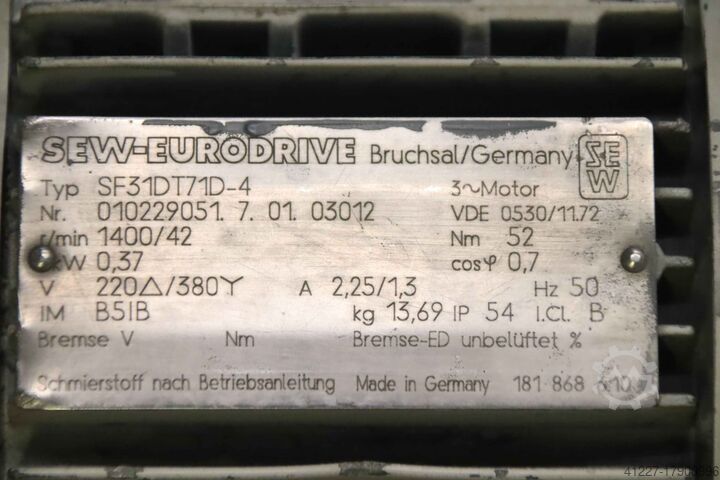 SEW-EURODRIVE Bruchsal/Germany SEW
Typ SF31DT71D-4 3~Motor
Nr. 010229051. 7. 01. 03012 VDE 0530/11.72
r/min 1400/42 Nm 52
kW 0,37 cosφ 0,7
V 220△/380Y A 2,25/1,3 Hz 50
IM B5IB kg 13,69 IP 54 I.Cl. B
Bremse V Nm Bremse-ED unbelüftet %
Schmierstoff nach Betriebsanleitung Made in Germany 181 868